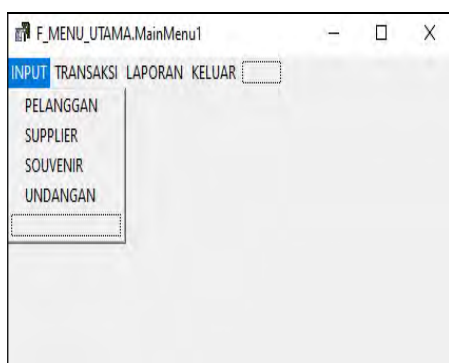 F_MENU_UTAMA.MainMenu1
INPUT TRANSAKSI LAPORAN KELUAR
PELANGGAN
SUPPLIER
SOUVENIR
UNDANGAN